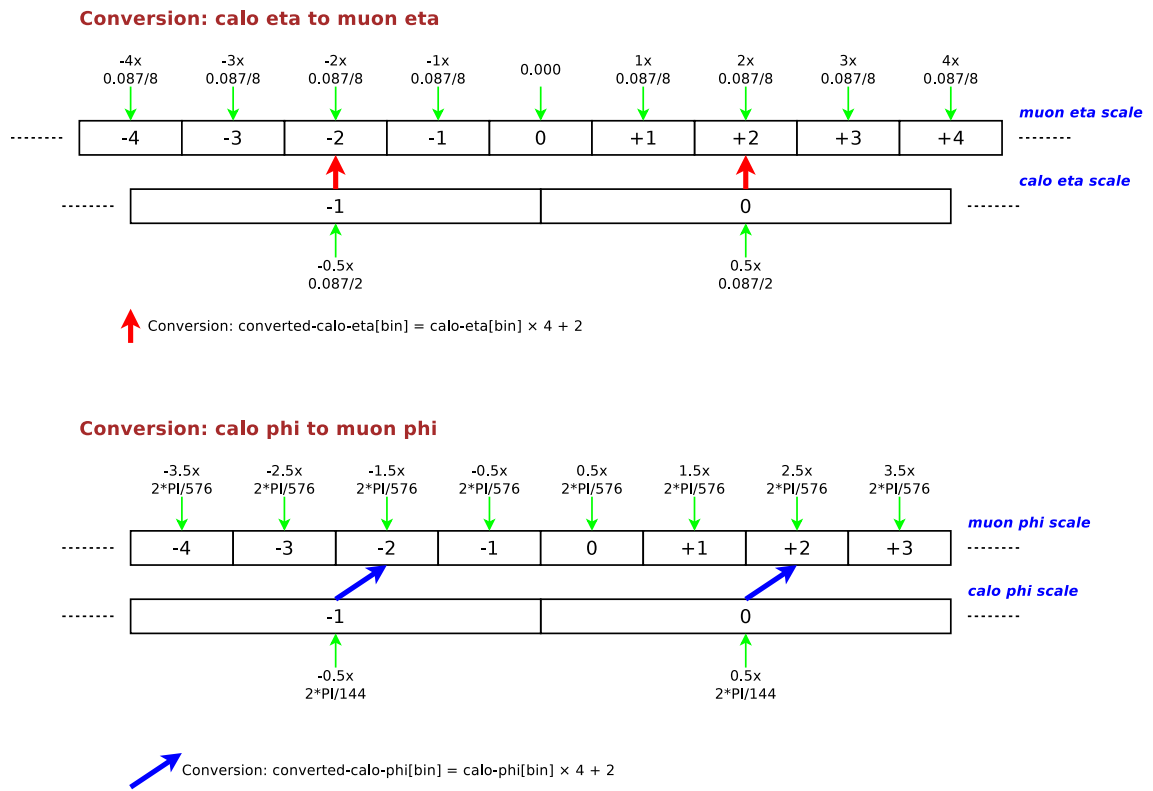 Conversion: calo eta to muon eta
-4x -3x -2x -1x 0.000 1x 2x 3x 4x
0.087/8 0.087/8 0.087/8 0.087/8 0.087/8 0.087/8 0.087/8 0.087/8
muon eta scale
-4 -3 -2 -1 0 +1 +2 +3 +4
calo eta scale
-1 0
-0.5x 0.5x
0.087/2 0.087/2
Conversion: converted-calo-eta[bin] = calo-eta[bin] × 4 + 2
Conversion: calo phi to muon phi
-3.5x -2.5x -1.5x -0.5x 0.5x 1.5x 2.5x 3.5x
2*PI/576 2*PI/576 2*PI/576 2*PI/576 2*PI/576 2*PI/576 2*PI/576 2*PI/576
muon phi scale
-4 -3 -2 -1 0 +1 +2 +3
calo phi scale
-1 0
-0.5x 0.5x
2*PI/144 2*PI/144
Conversion: converted-calo-phi[bin] = calo-phi[bin] × 4 + 2